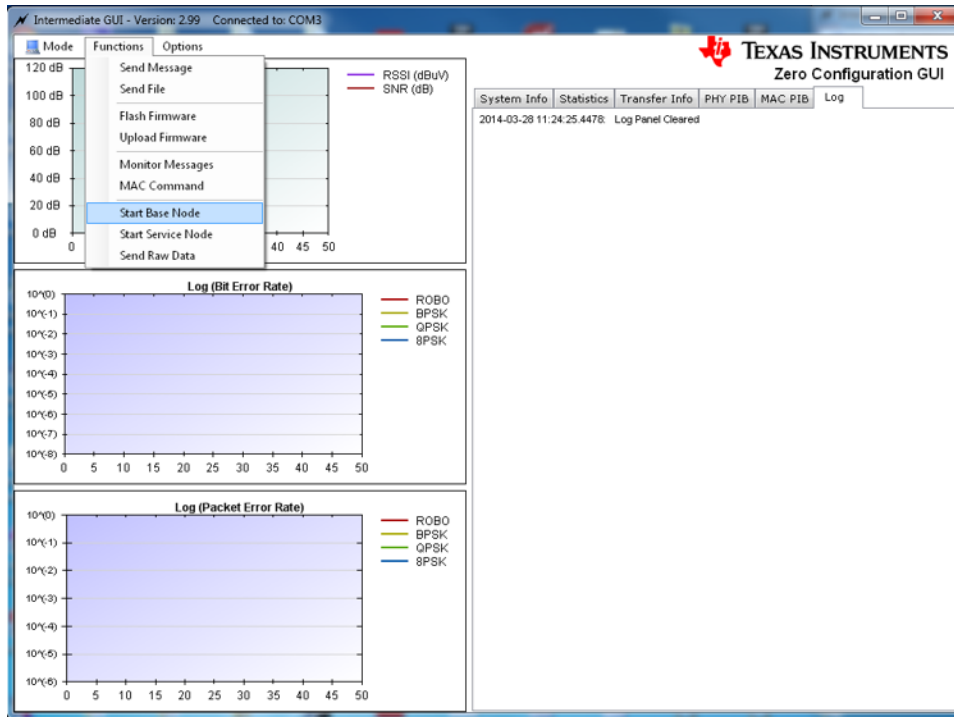 Intermediate GUI - Version: 2.99 Connected to: COM3
Mode Functions Options
TEXAS INSTRUMENTS
Zero Configuration GUI
Send Message
Send File
Flash Firmware
Upload Firmware
Monitor Messages
MAC Command
Start Base Node
Start Service Node
Send Raw Data
120 dB
100 dB
80 dB
60 dB
40 dB
20 dB
0 dB
0 40 45 50
RSSI (dBuV)
SNR (dB)
System Info Statistics Transfer Info PHY PIB MAC PIB Log
2014-03-28 11:24:25.4478: Log Panel Cleared
Log (Bit Error Rate)
10^(0)
10^(-1)
10^(-2)
10^(-3)
10^(-4)
10^(-5)
10^(-6)
10^(-7)
10^(-8)
0 5 10 15 20 25 30 35 40 45 50
ROBO
BPSK
QPSK
8PSK
Log (Packet Error Rate)
10^(0)
10^(-1)
10^(-2)
10^(-3)
10^(-4)
10^(-5)
10^(-6)
0 5 10 15 20 25 30 35 40 45 50
ROBO
BPSK
QPSK
8PSK